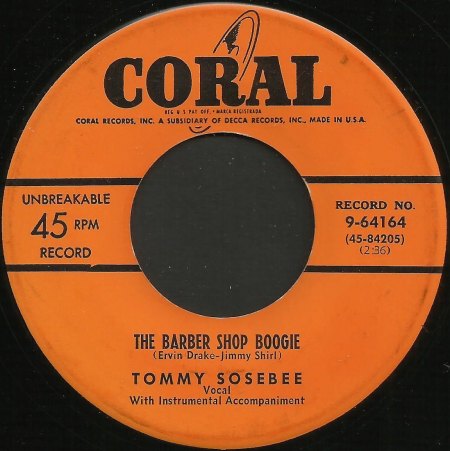 CORAL
REG U S PAT OFF. • MARCA REGISTRADA
CORAL RECORDS, INC. A SUBSIDIARY OF DECCA RECORDS, INC., MADE IN U.S.A.
UNBREAKABLE
45 RPM
RECORD
RECORD NO.
9-64164
(45-84205)
(2:36)
THE BARBER SHOP BOOGIE
(Ervin Drake-Jimmy Shirl)
TOMMY SOSEBEE
Vocal
With Instrumental Accompaniment